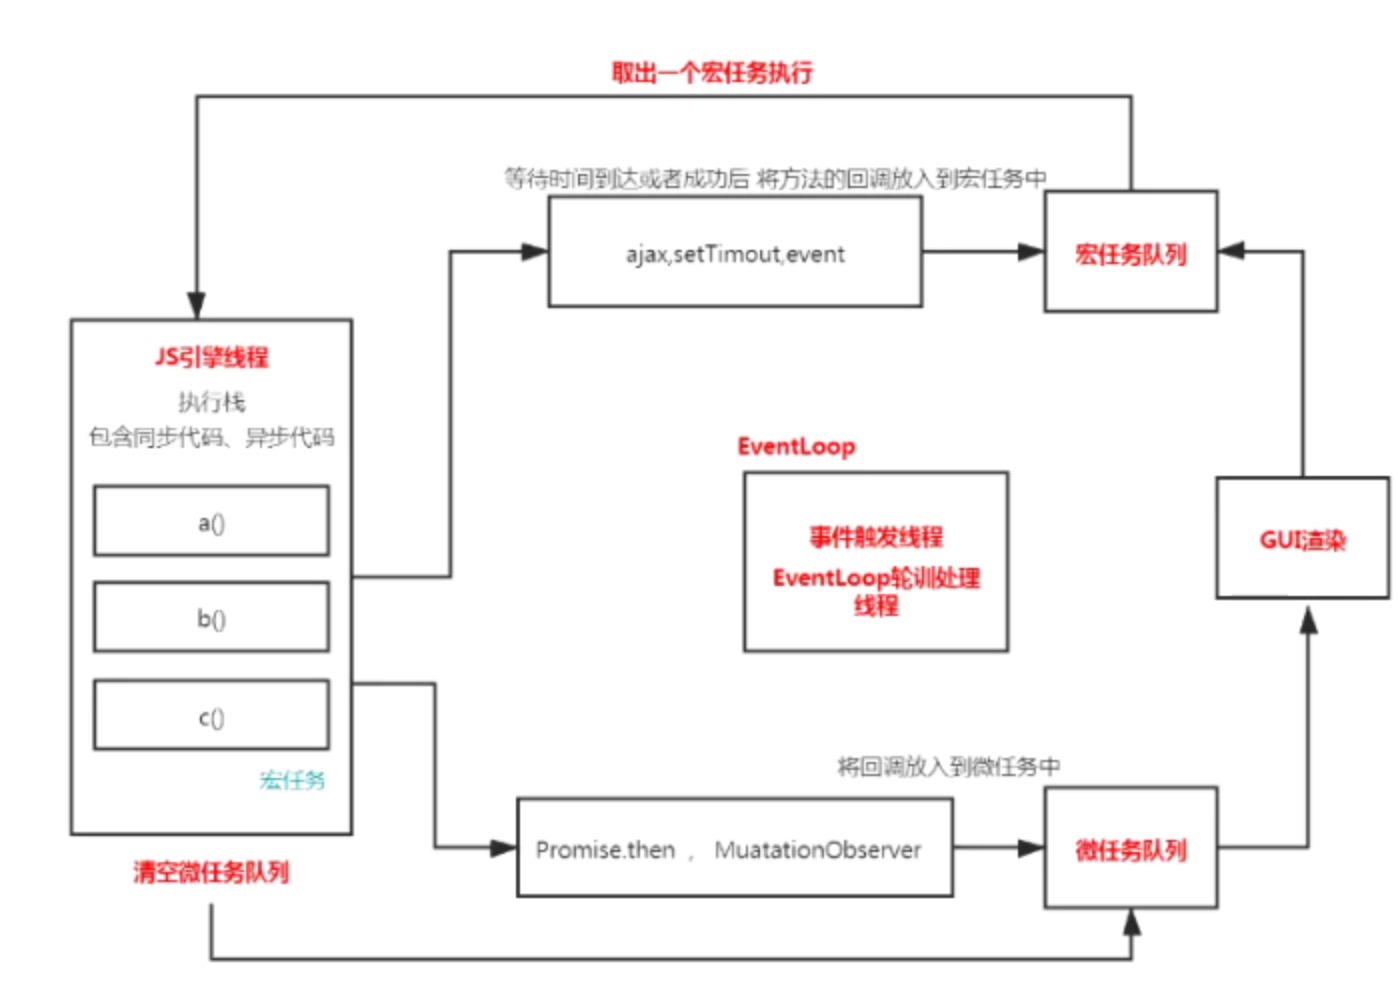 取出一个宏任务执行
等待时间到达或者成功后 将方法的回调放入到宏任务中
ajax,setTimout,event
宏任务队列
JS引擎线程
执行栈
包含同步代码、异步代码
a()
b()
c()
宏任务
清空微任务队列
EventLoop
事件触发线程
EventLoop轮训处理
线程
GUI渲染
将回调放入到微任务中
Promise.then ， MuatationObserver
微任务队列